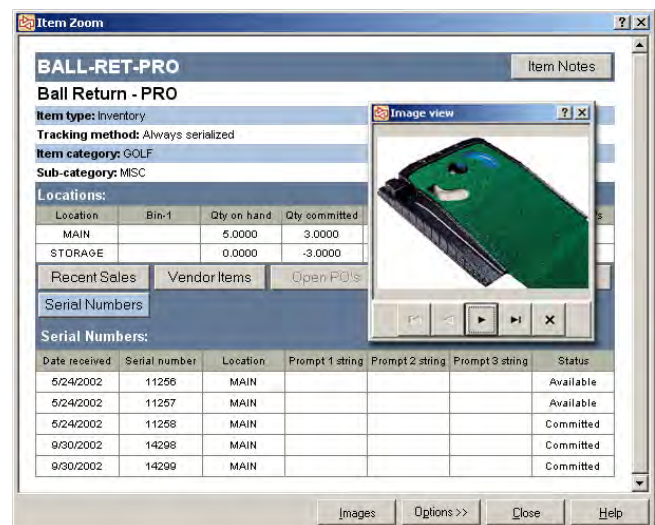 Item Zoom
BALL-RET-PRO Item Notes
Ball Return - PRO
Item type: Inventory
Image view
Tracking method: Always serialized
Item category: GOLF
Sub-category: MISC
Locations:
Location Bin-1 Qty on hand Qty committed
MAIN 5.0000 3.0000
STORAGE 0.0000 -3.0000
Recent Sales Vendor Items Open PO's
Serial Numbers
Serial Numbers:
Date received Serial number Location Prompt 1 string Prompt 2 string Prompt 3 string Status
5/24/2002 11256 MAIN Available
5/24/2002 11257 MAIN Available
5/24/2002 11258 MAIN Committed
9/30/2002 14298 MAIN Committed
9/30/2002 14299 MAIN Committed
Images Options >> Close Help